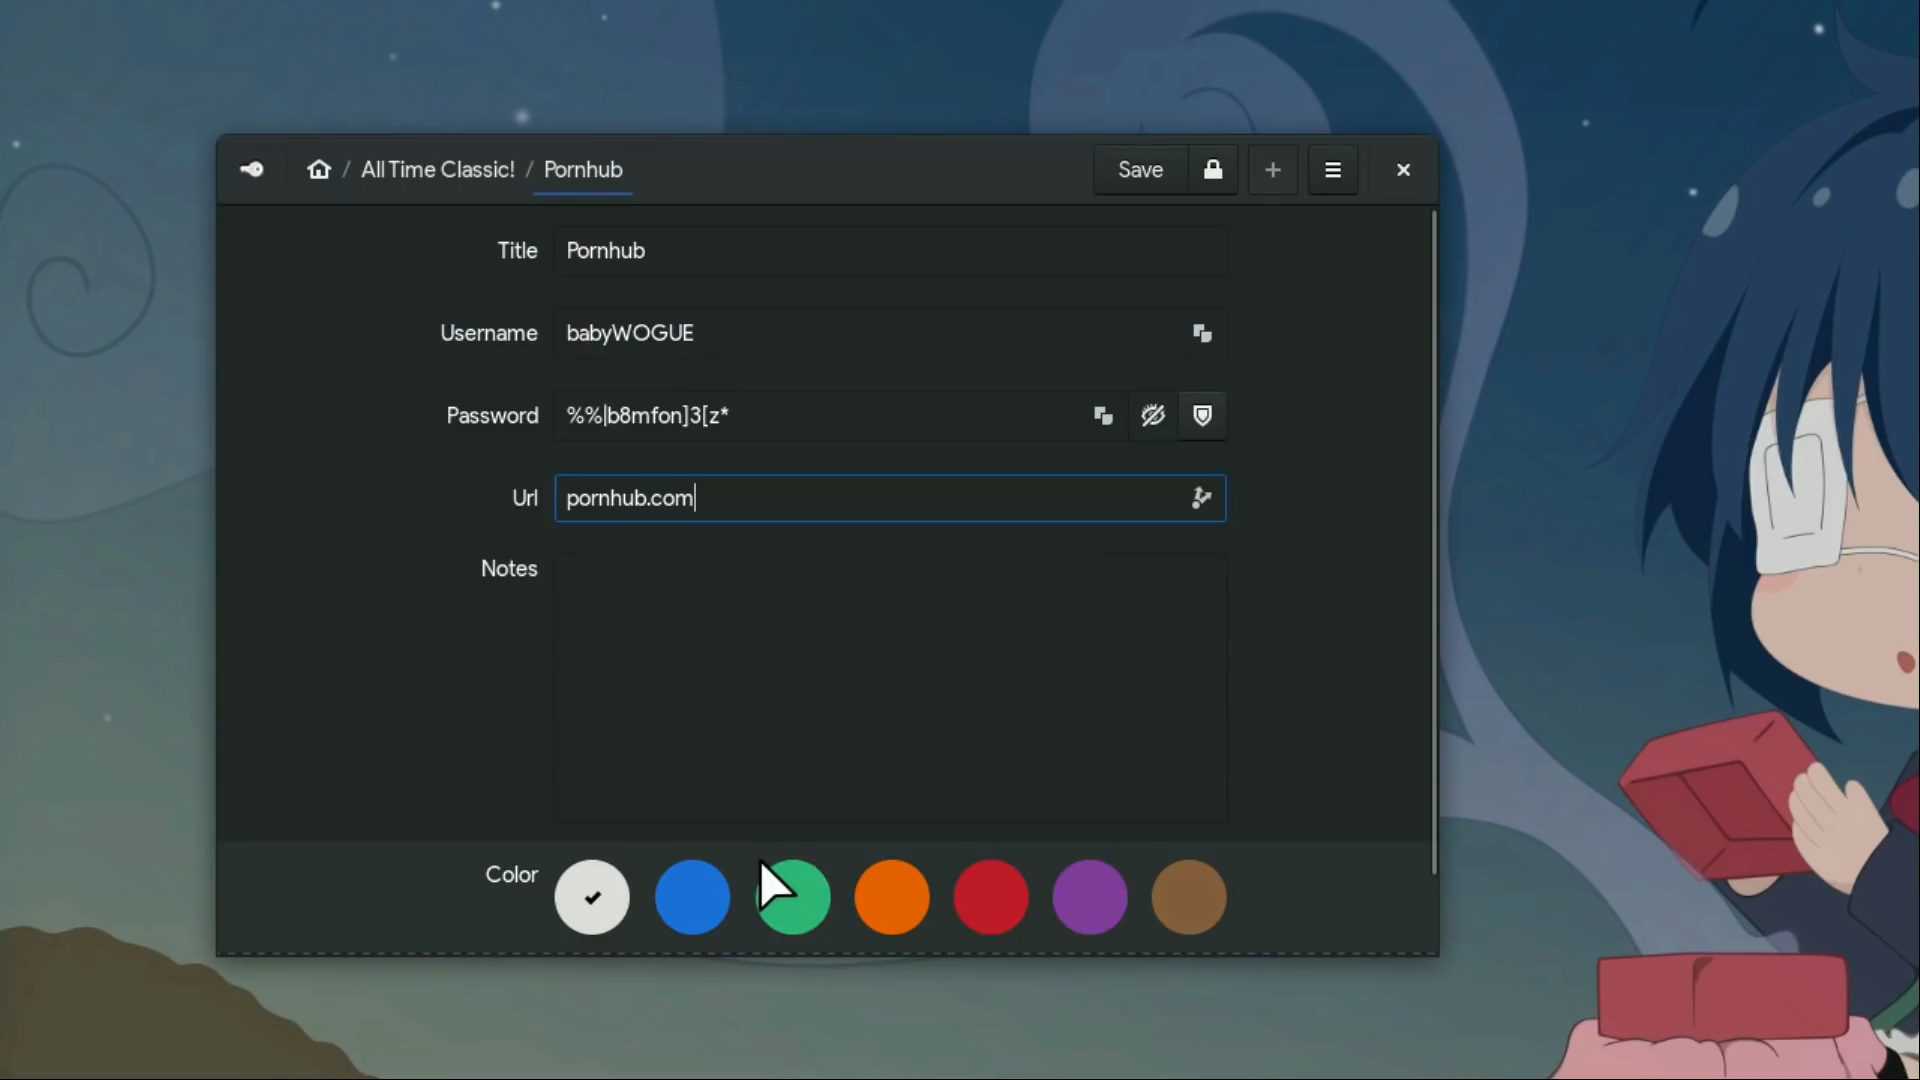 / All Time Classic! / Pornhub Save
Title Pornhub
Username babyWOGUE
Password %%|b8mfon]3[z*
Url pornhub.com
Notes
Color